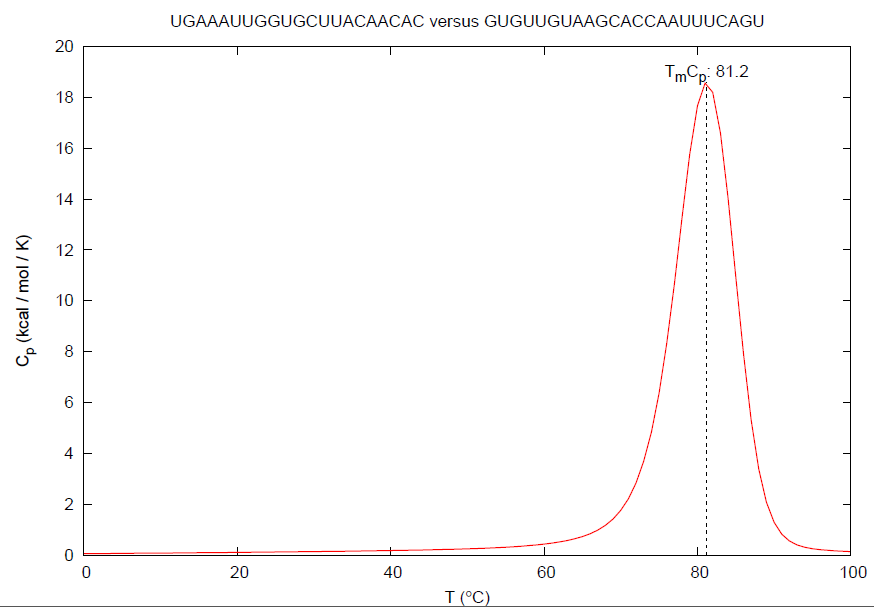 UGAAAUUGGUGCUUACAACAC versus GUGUUGUAAGCACCAAUUUCAGU
20
TmCp: 81.2
18
16
14
12
10
8
6
4
2
0
Cp (kcal / mol / K)
0 20 40 60 80 100
T (°C)